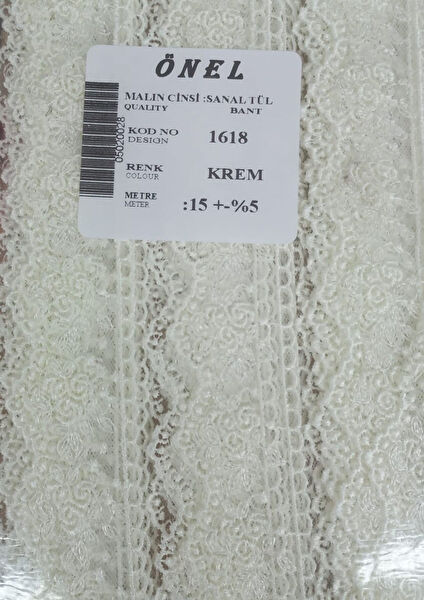 ÖNEL
MALIN CİNSİ :SANAL TÜL
QUALITY BANT
KOD NO 1618
DESIGN
RENK KREM
COLOUR
METRE :15 +-%5
METER
05020028